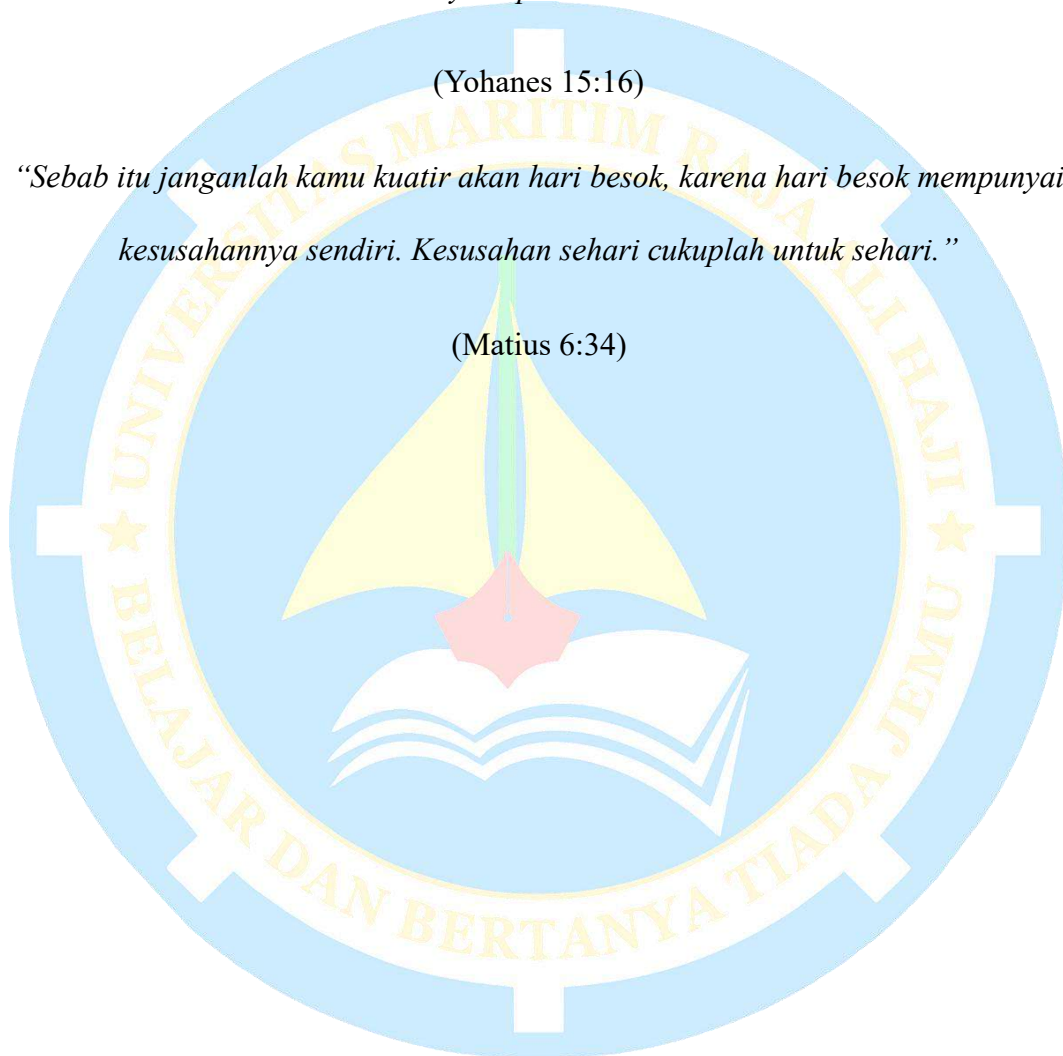 (Yohanes 15:16)
“Sebab itu janganlah kamu kuatir akan hari besok, karena hari besok mempunyai
kesusahannya sendiri. Kesusahan sehari cukuplah untuk sehari.”
(Matius 6:34)
UNIVERSITAS MARITIM RAJA ALI HAJI
BELAJAR DAN BERTANYA TIADA JEMU